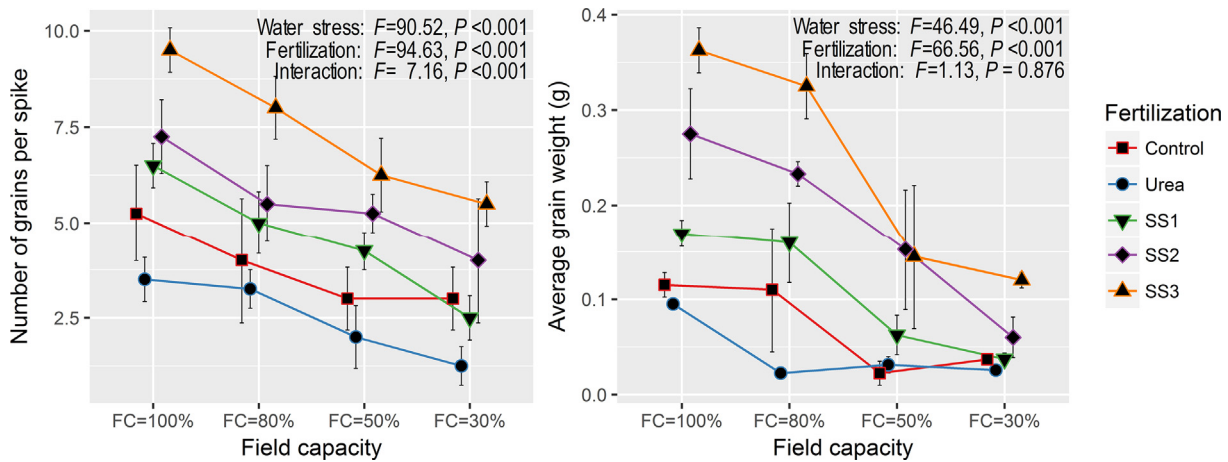 Number of grains per spike
10.0
7.5
5.0
2.5
Water stress: F=90.52, P <0.001
Fertilization: F=94.63, P <0.001
Interaction: F= 7.16, P <0.001
FC=100% FC=80% FC=50% FC=30%
Field capacity
Average grain weight (g)
0.4
0.3
0.2
0.1
0.0
Water stress: F=46.49, P <0.001
Fertilization: F=66.56, P <0.001
Interaction: F=1.13, P = 0.876
FC=100% FC=80% FC=50% FC=30%
Field capacity
Fertilization
Control
Urea
SS1
SS2
SS3